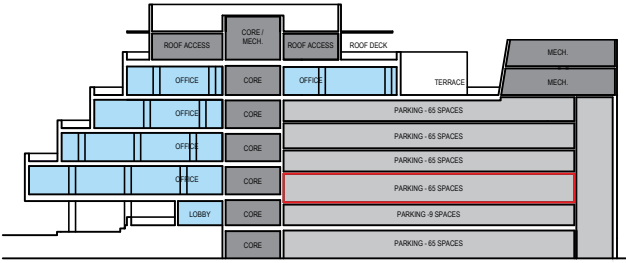 CORE /
MECH.
ROOF ACCESS
ROOF ACCESS
ROOF DECK
MECH.
OFFICE
CORE
OFFICE
TERRACE
MECH.
OFFICE
CORE
PARKING - 65 SPACES
OFFICE
CORE
PARKING - 65 SPACES
PARKING - 65 SPACES
OFFICE
CORE
PARKING - 65 SPACES
LOBBY
CORE
PARKING -9 SPACES
CORE
PARKING - 65 SPACES